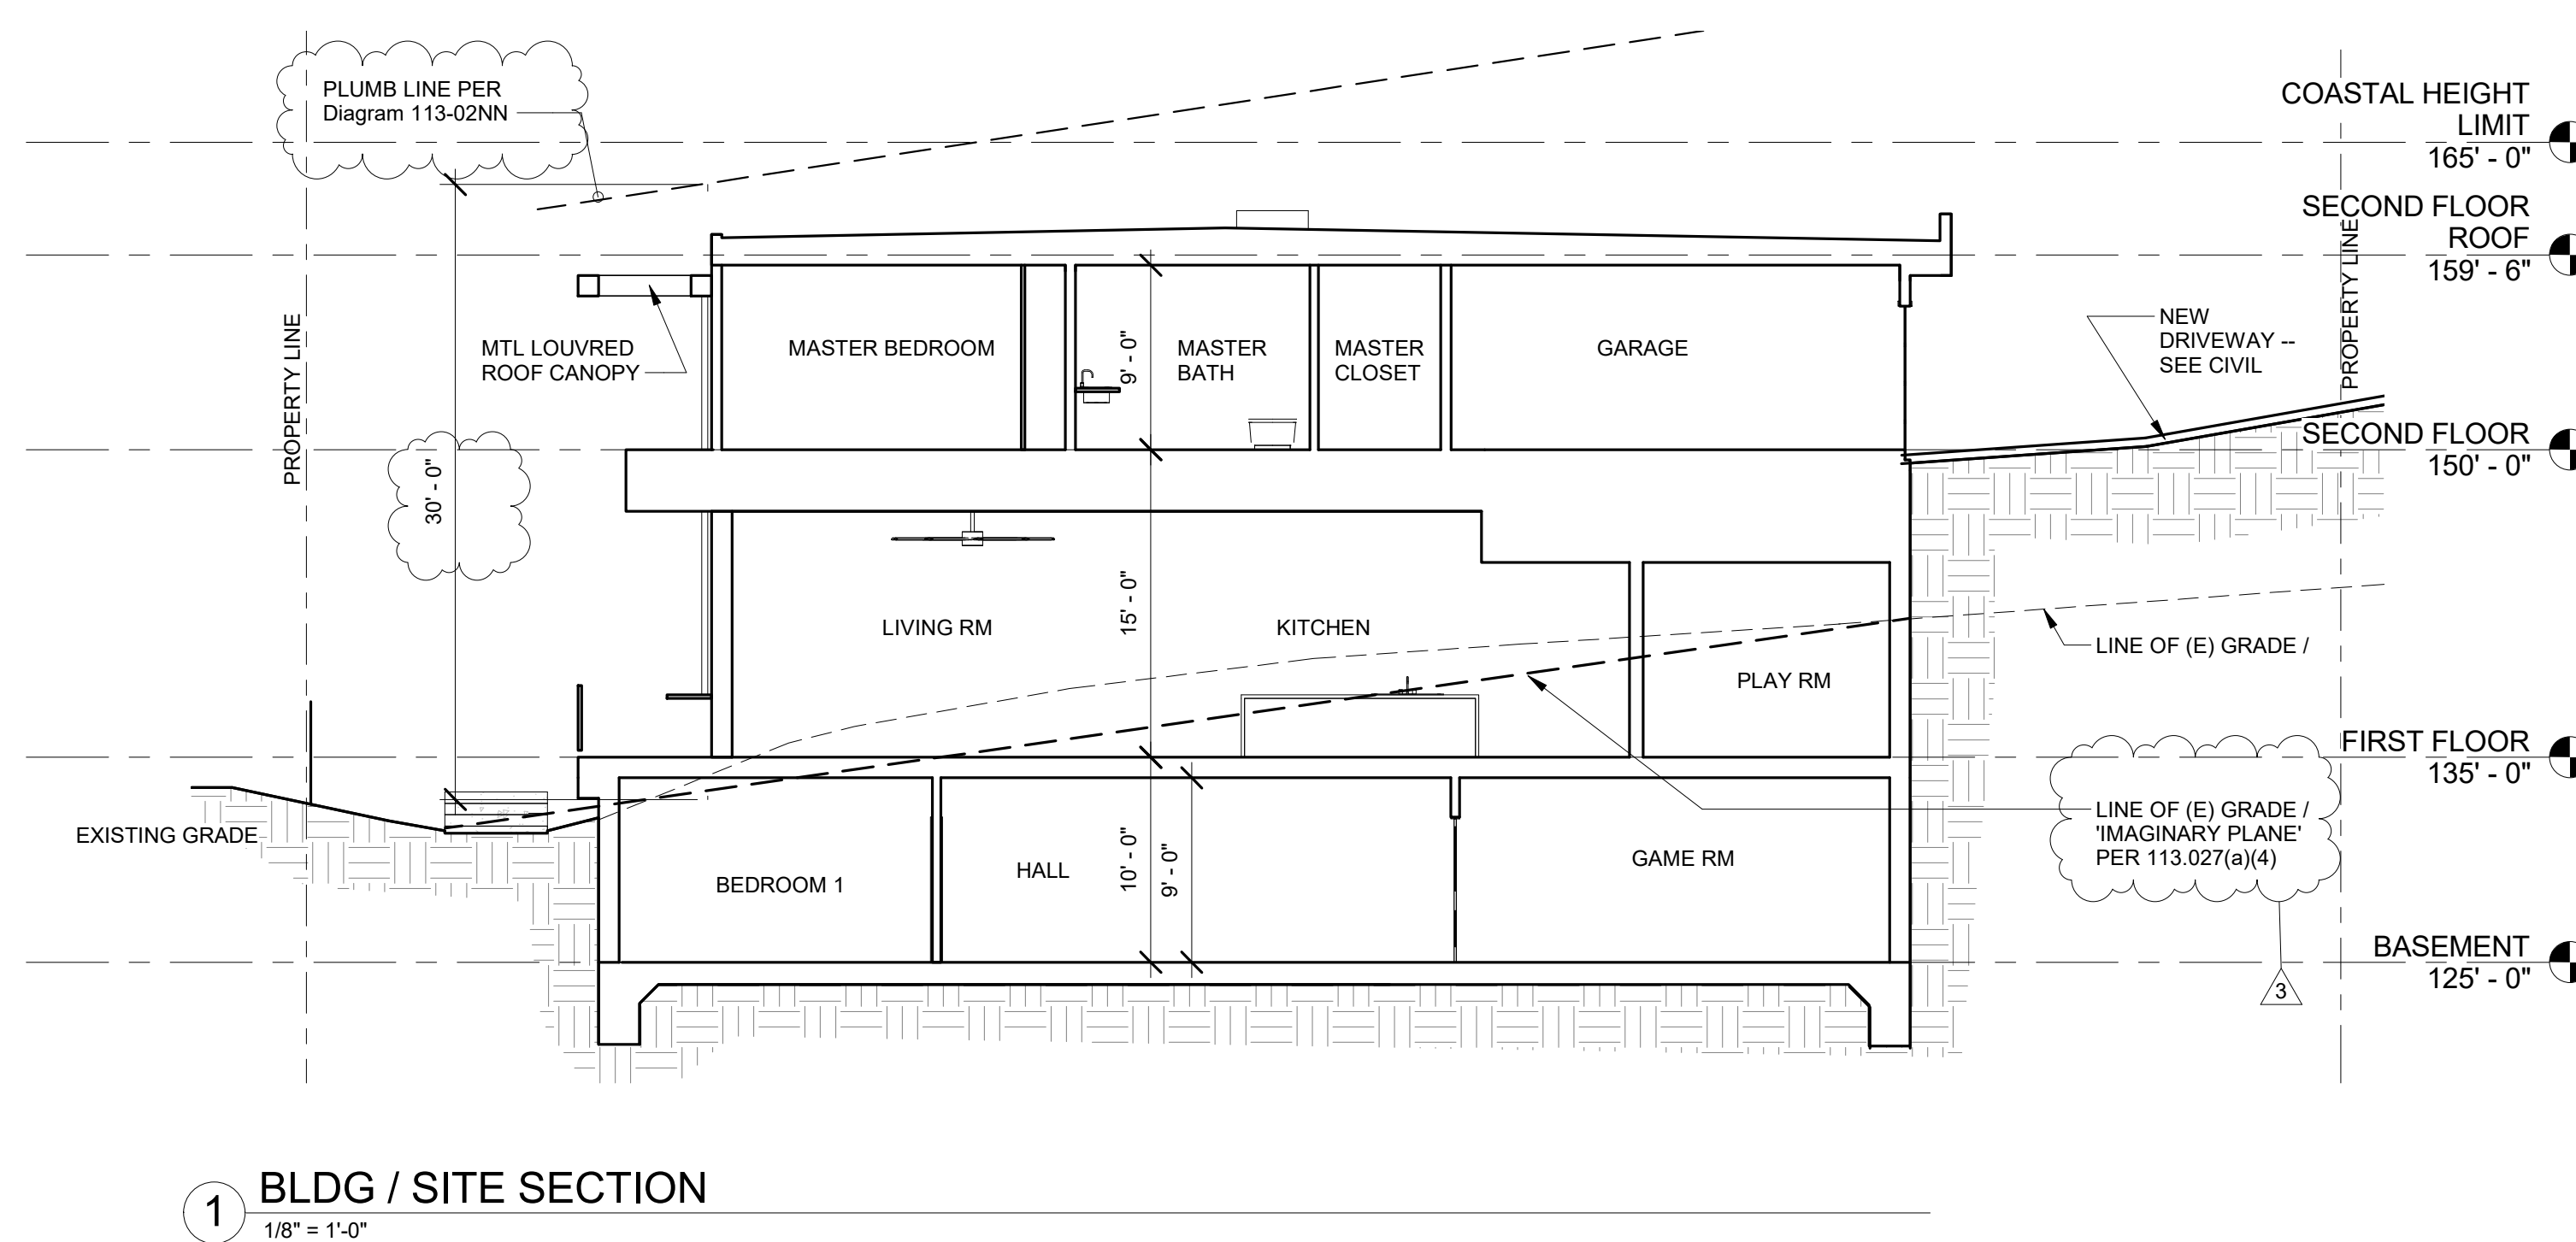 PLUMB LINE PER
Diagram 113-02NN
COASTAL HEIGHT
LIMIT
165' - 0"
SECOND FLOOR
ROOF
159' - 6"
PROPERTY LINE
MTL LOUVRED
ROOF CANOPY
MASTER BEDROOM
9' - 0"
MASTER
BATH
MASTER
CLOSET
GARAGE
NEW
DRIVEWAY --
SEE CIVIL
PROPERTY LINE
SECOND FLOOR
150' - 0"
30' - 0"
LIVING RM
15' - 0"
KITCHEN
PLAY RM
LINE OF (E) GRADE /
FIRST FLOOR
135' - 0"
EXISTING GRADE
LINE OF (E) GRADE /
'IMAGINARY PLANE'
PER 113.027(a)(4)
BEDROOM 1
HALL
10' - 0"
9' - 0"
GAME RM
BASEMENT
125' - 0"
3
1
BLDG / SITE SECTION
1/8" = 1'-0"